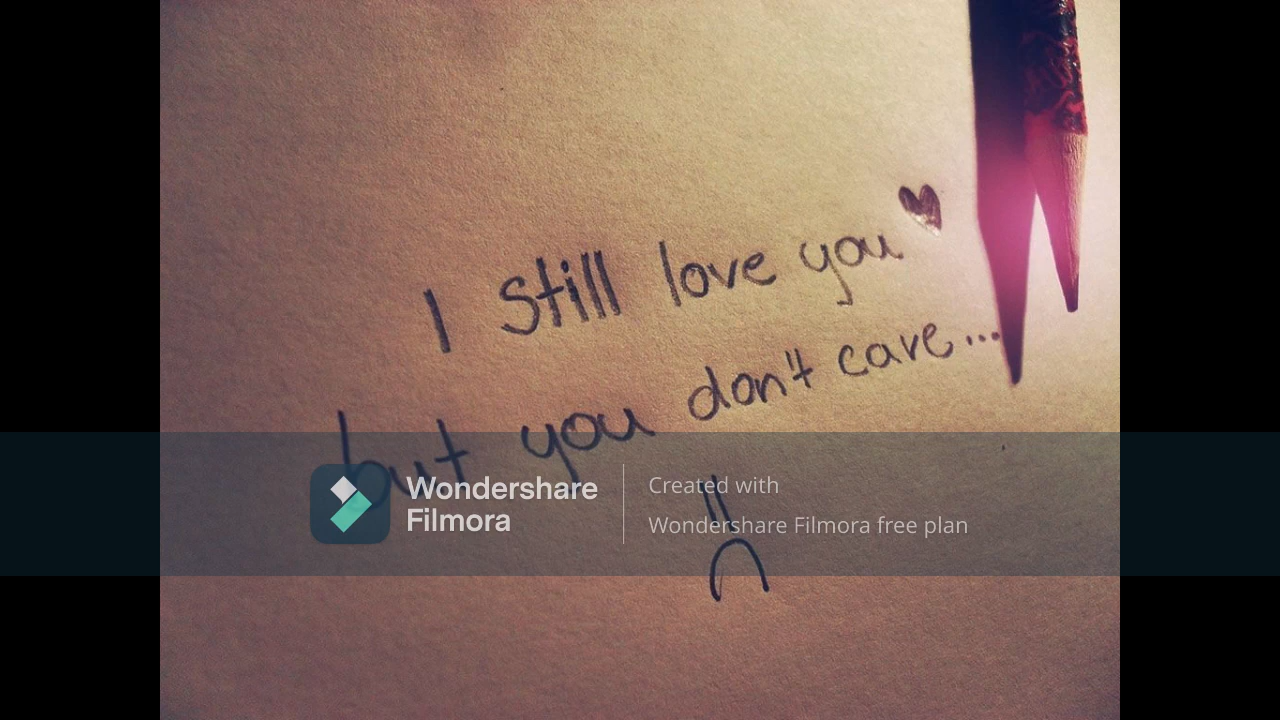 I still love you
but you don't care...
Wondershare
Filmora
Created with
Wondershare Filmora free plan